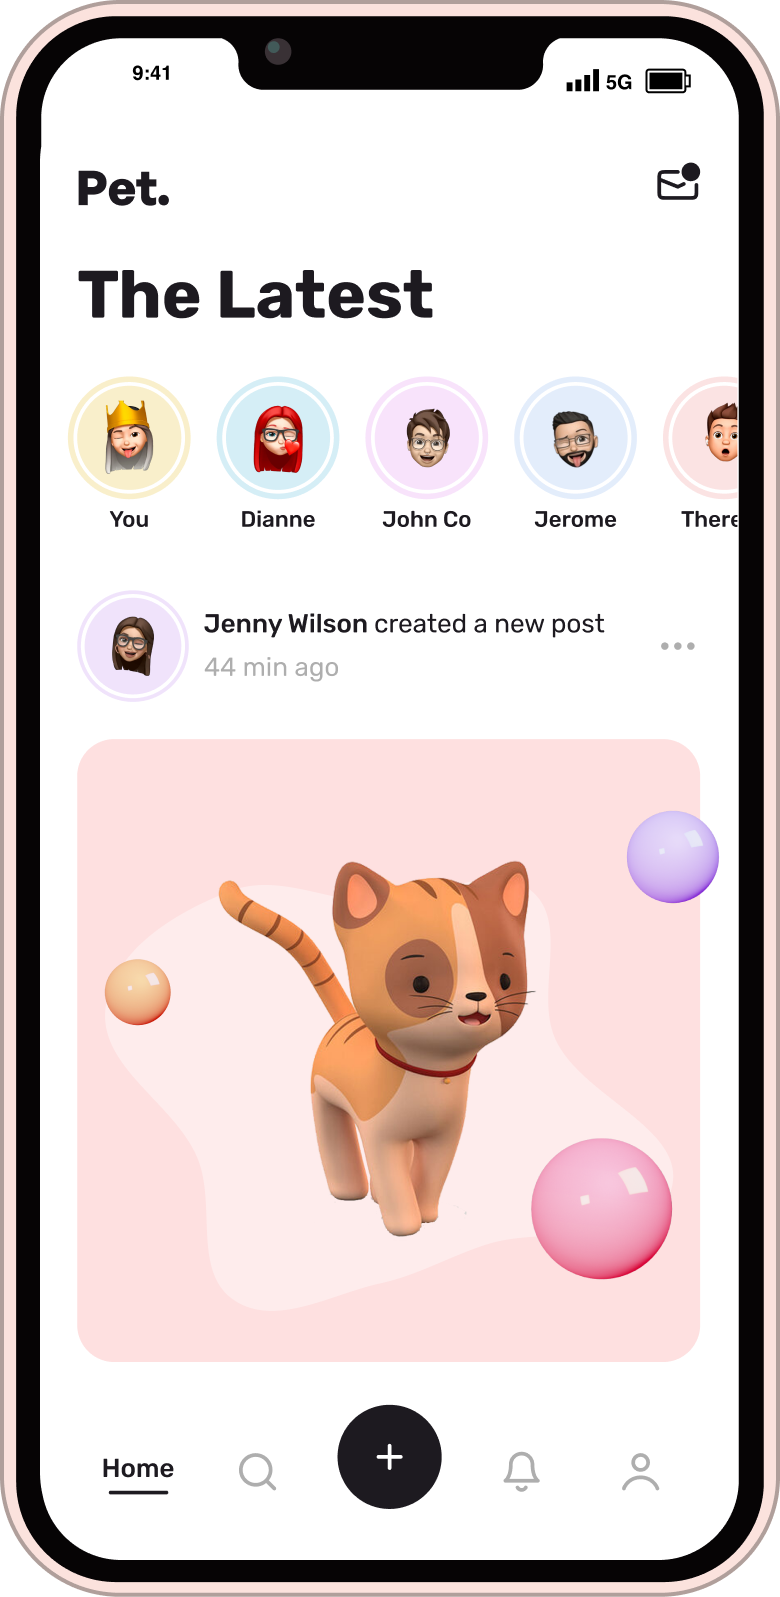 9:41
5G
Pet.
The Latest
You
Dianne
John Co
Jerome
There
Jenny Wilson created a new post
44 min ago
Home